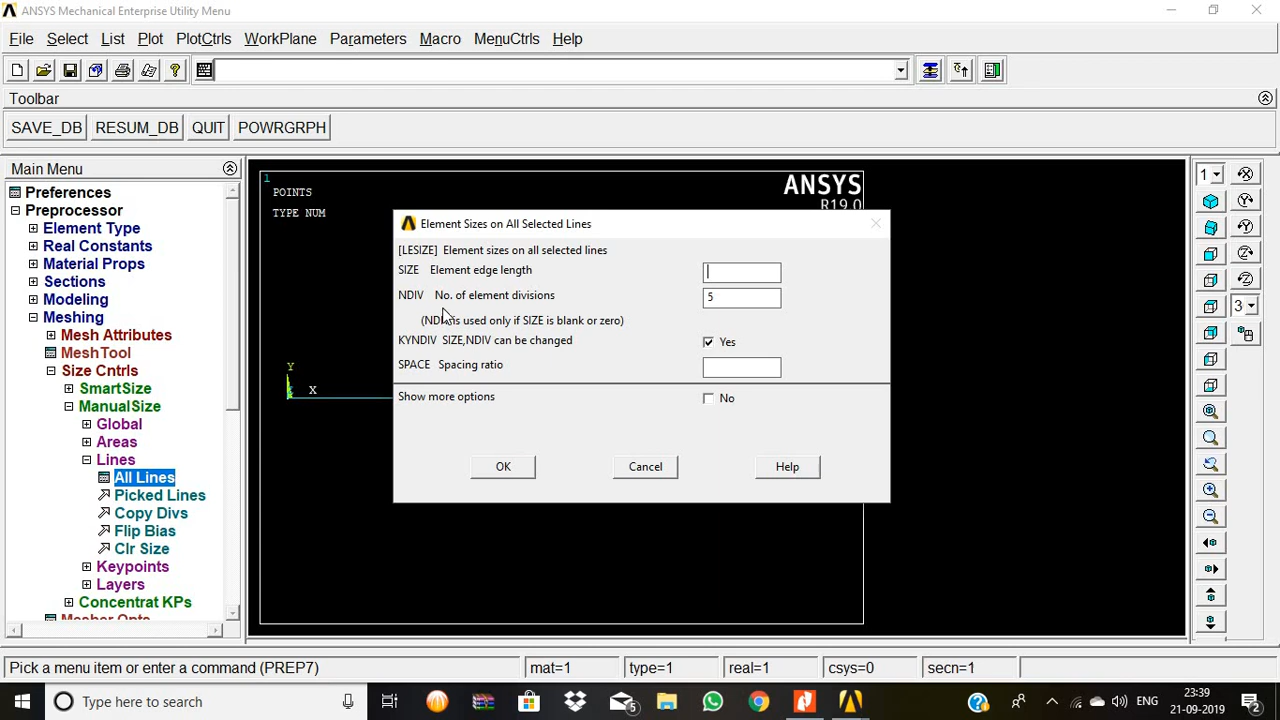 ANSYS Mechanical Enterprise Utility Menu
File Select List Plot PlotCtrls WorkPlane Parameters Macro MenuCtrls Help
Toolbar
SAVE_DB RESUM_DB QUIT POWRGRPH
Main Menu
Preferences
Preprocessor
Element Type
Real Constants
Material Props
Sections
Modeling
Meshing
Mesh Attributes
MeshTool
Size Cntrls
SmartSize
ManualSize
Global
Areas
Lines
All Lines
Picked Lines
Copy Divs
Flip Bias
Clr Size
Keypoints
Layers
Concentrat KPs
Mesher Opts
1
POINTS
TYPE NUM
ANSYS
R19.0
Y
X
Element Sizes on All Selected Lines
[LESIZE] Element sizes on all selected lines
SIZE Element edge length
NDIV No. of element divisions 5
(NDIV is used only if SIZE is blank or zero)
KYNDIV SIZE,NDIV can be changed Yes
SPACE Spacing ratio
Show more options No
OK Cancel Help
1
3
Pick a menu item or enter a command (PREP7) mat=1 type=1 real=1 csys=0 secn=1
Type here to search
5
ENG
23:39
21-09-2019
2